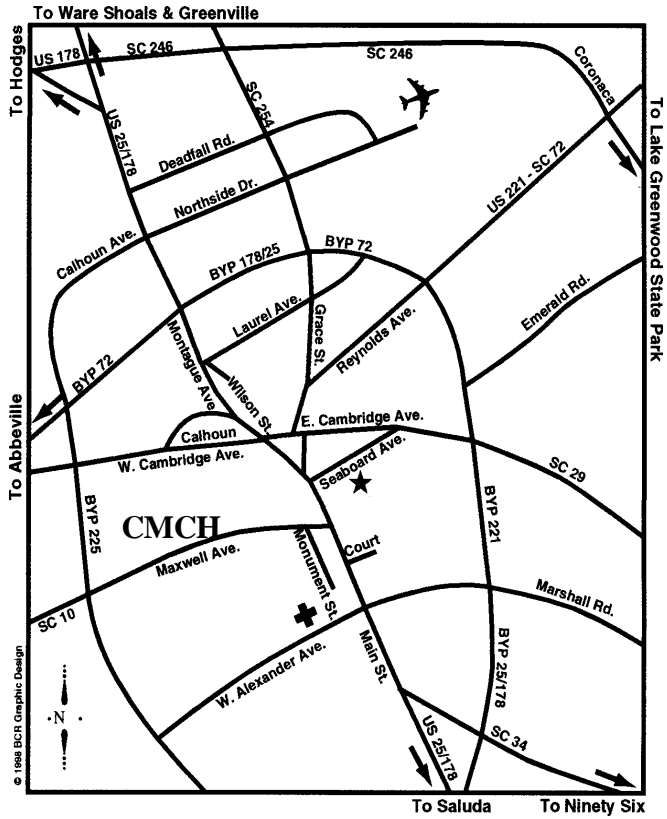 To Ware Shoals & Greenville
To Hodges
US 178
SC 246
SC 246
Coronaca
US 25/178
SC 254
Deadfall Rd.
Northside Dr.
US 221 - SC 72
To Lake Greenwood State Park
Calhoun Ave.
BYP 178/25
BYP 72
Emerald Rd.
Laurel Ave.
Grace St.
Reynolds Ave.
Montague Ave.
Wilson St.
BYP 72
To Abbeville
Calhoun
E. Cambridge Ave.
W. Cambridge Ave.
Seaboard Ave.
SC 29
BYP 225
CMCH
BYP 221
Maxwell Ave.
Monument St.
Court
Marshall Rd.
SC 10
W. Alexander Ave.
Main St.
BYP 25/178
N
© 1998 BCR Graphic Design
US 25/178
SC 34
To Saluda
To Ninety Six